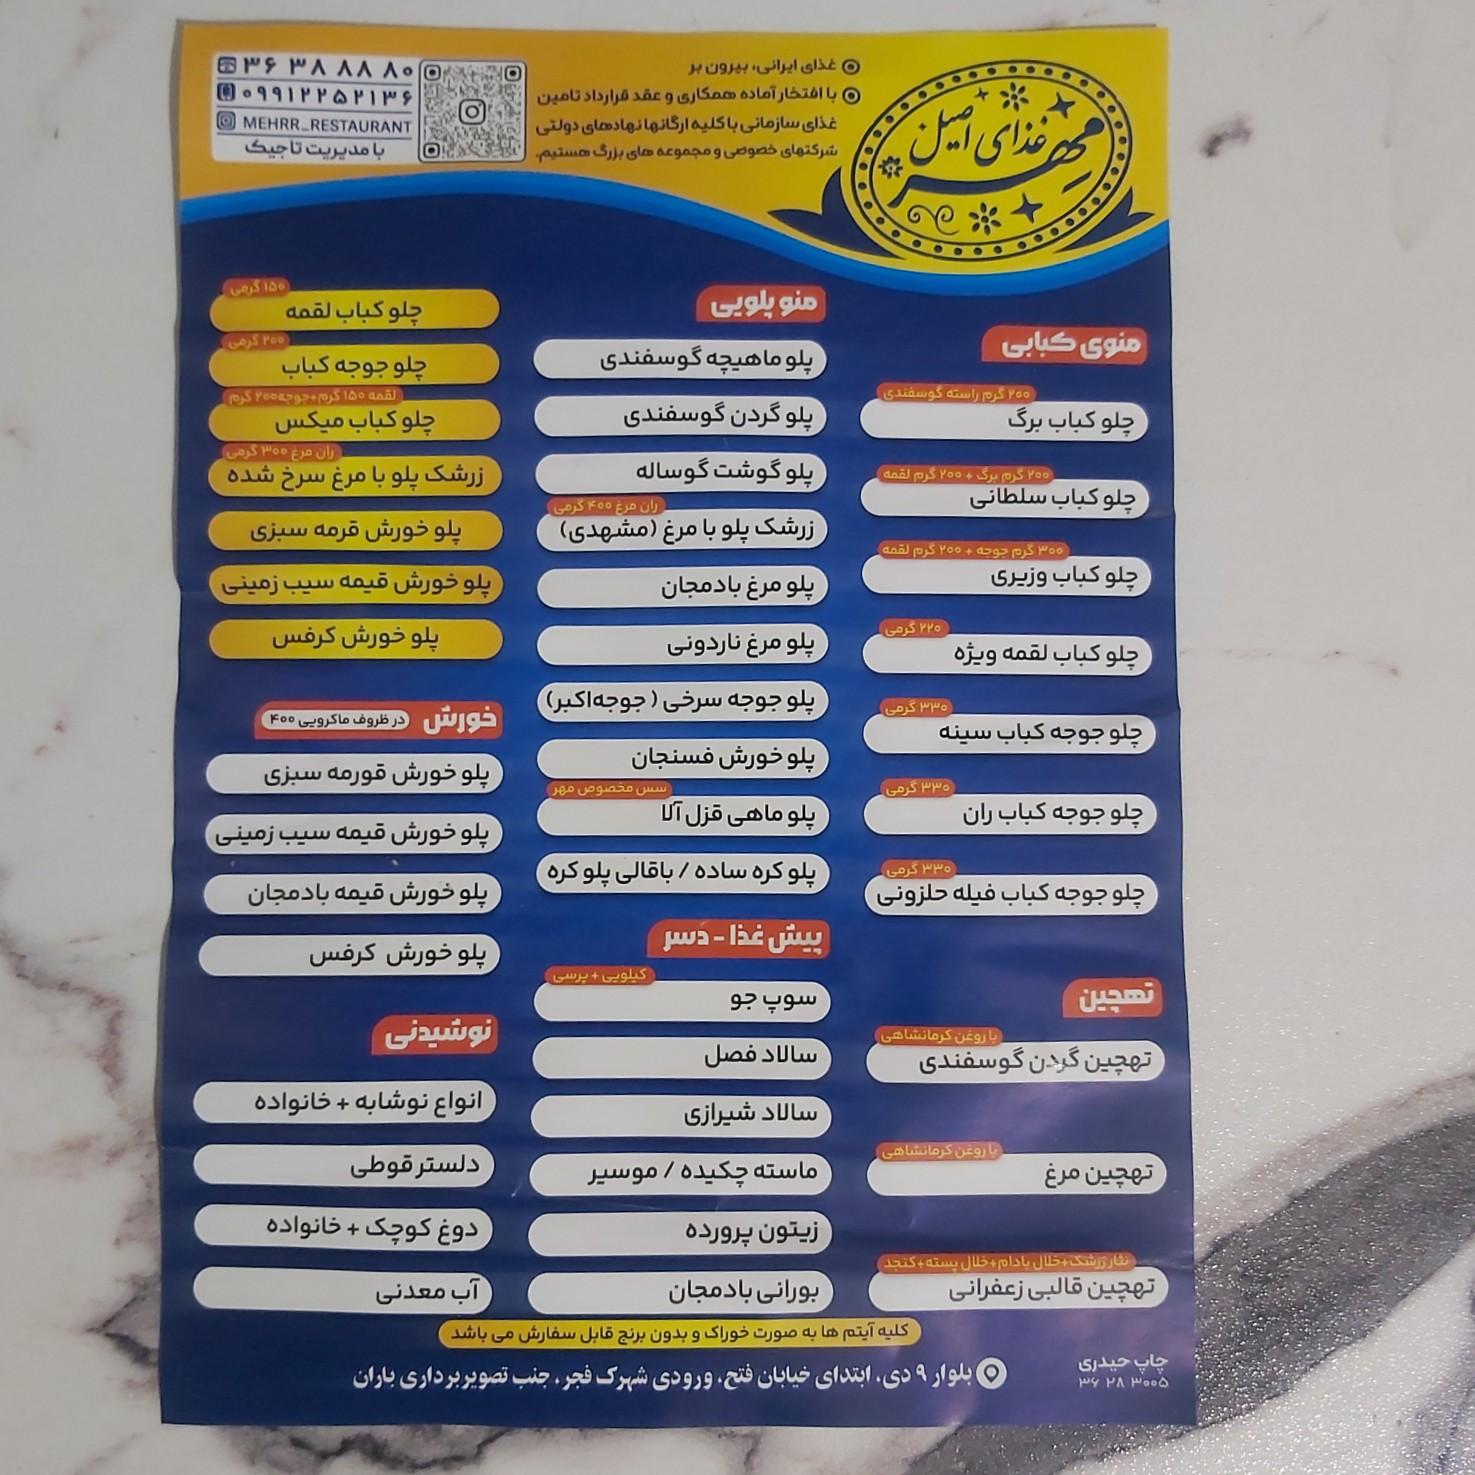 مهر
غذای اصیل
غذای ایرانی، بیرون بر
با افتخار آماده همکاری و عقد قرارداد تامین
غذای سازمانی با کلیه ارگانها نهادهای دولتی
شرکتهای خصوصی و مجموعه های بزرگ هستیم.
۳۶ ۳۸ ۸۸ ۸۰
۰۹۹۱۲۲۵۲۱۳۶
MEHRR_RESTAURANT
با مدیریت تاجیک
منوی کبابی
۲۰۰ گرم راسته گوسفندی
چلو کباب برگ
۲۰۰ گرم برگ + ۲۰۰ گرم لقمه
چلو کباب سلطانی
۳۰۰ گرم جوجه + ۲۰۰ گرم لقمه
چلو کباب وزیری
۲۲۰ گرمی
چلو کباب لقمه ویژه
۳۳۰ گرمی
چلو جوجه کباب سینه
۳۳۰ گرمی
چلو جوجه کباب ران
۳۳۰ گرمی
چلو جوجه کباب فیله حلزونی
تهچین
با روغن کرمانشاهی
تهچین گردن گوسفندی
با روغن کرمانشاهی
تهچین مرغ
نثار زرشک+خلال بادام+خلال پسته+کنجد
تهچین قالبی زعفرانی
منو پلویی
پلو ماهیچه گوسفندی
پلو گردن گوسفندی
پلو گوشت گوساله
ران مرغ ۴۰۰ گرمی
زرشک پلو با مرغ (مشهدی)
پلو مرغ بادمجان
پلو مرغ ناردونی
پلو جوجه سرخی ( جوجه‌اکبر)
پلو خورش فسنجان
سس مخصوص مهر
پلو ماهی قزل آلا
پلو کره ساده / باقالی پلو کره
پیش غذا - دسر
کیلویی + پرسی
سوپ جو
سالاد فصل
سالاد شیرازی
ماسته چکیده / موسیر
زیتون پرورده
بورانی بادمجان
۱۵۰ گرمی
چلو کباب لقمه
۲۰۰ گرمی
چلو جوجه کباب
لقمه ۱۵۰ گرم+جوجه ۲۰۰ گرم
چلو کباب میکس
ران مرغ ۳۰۰ گرمی
زرشک پلو با مرغ سرخ شده
پلو خورش قرمه سبزی
پلو خورش قیمه سیب زمینی
پلو خورش کرفس
خورش در ظروف ماکرویی ۴۰۰
پلو خورش قورمه سبزی
پلو خورش قیمه سیب زمینی
پلو خورش قیمه بادمجان
پلو خورش کرفس
نوشیدنی
انواع نوشابه + خانواده
دلستر قوطی
دوغ کوچک + خانواده
آب معدنی
کلیه آیتم ها به صورت خوراک و بدون برنج قابل سفارش می باشد
بلوار ۹ دی، ابتدای خیابان فتح، ورودی شهرک فجر، جنب تصویربرداری باران
چاپ حیدری
۳۶ ۲۸ ۳۰۰۵